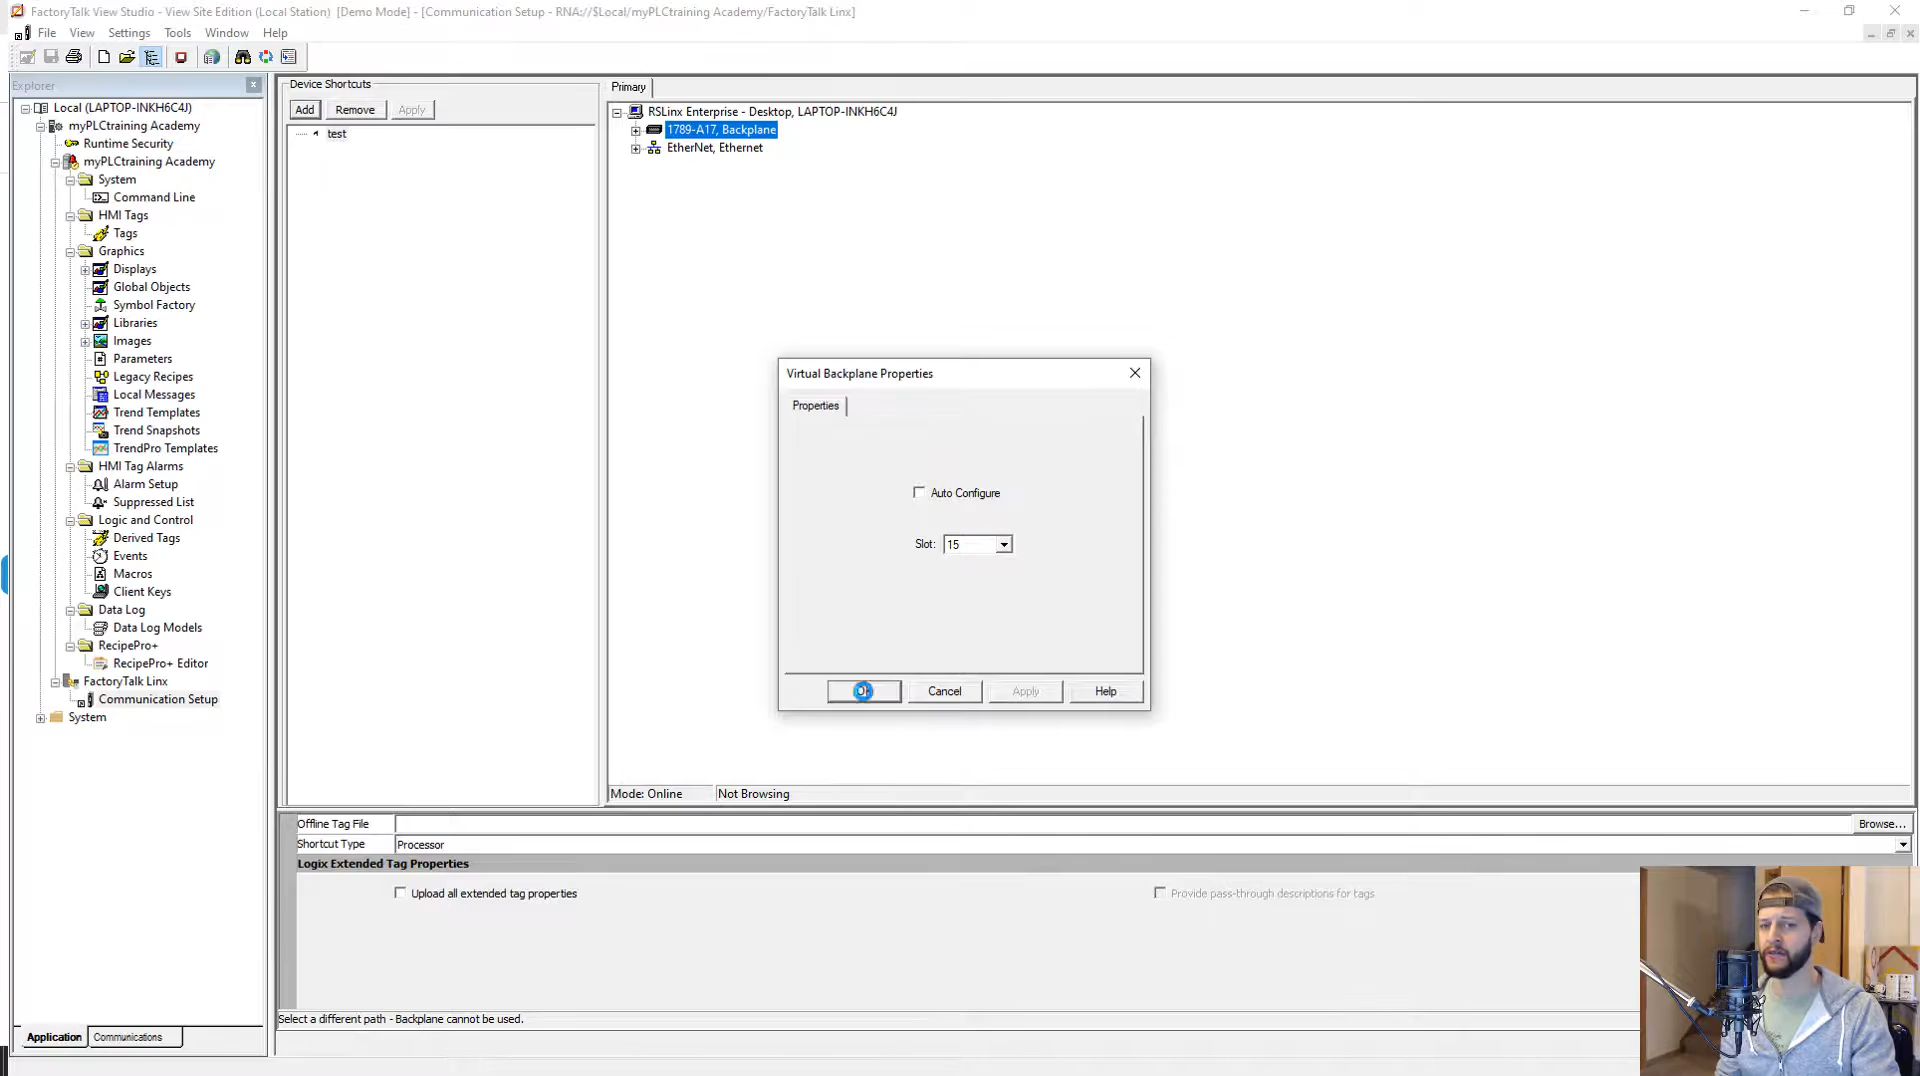 FactoryTalk View Studio - View Site Edition (Local Station)  [Demo Mode] - [Communication Setup - RNA://$Local/myPLCtraining Academy/FactoryTalk Linx]
File View Settings Tools Window Help
Explorer
Local (LAPTOP-INKH6C4J)
myPLCtraining Academy
Runtime Security
myPLCtraining Academy
System
Command Line
HMI Tags
Tags
Graphics
Displays
Global Objects
Symbol Factory
Libraries
Images
Parameters
Legacy Recipes
Local Messages
Trend Templates
Trend Snapshots
TrendPro Templates
HMI Tag Alarms
Alarm Setup
Suppressed List
Logic and Control
Derived Tags
Events
Macros
Client Keys
Data Log
Data Log Models
RecipePro+
RecipePro+ Editor
FactoryTalk Linx
Communication Setup
System
Application Communications
Device Shortcuts
Add Remove Apply
test
Primary
RSLinx Enterprise - Desktop, LAPTOP-INKH6C4J
1789-A17, Backplane
EtherNet, Ethernet
Virtual Backplane Properties
Properties
Auto Configure
Slot: 15
OK Cancel Apply Help
Mode: Online Not Browsing
Offline Tag File Browse...
Shortcut Type Processor
Logix Extended Tag Properties
Upload all extended tag properties Provide pass-through descriptions for tags
Select a different path - Backplane cannot be used.